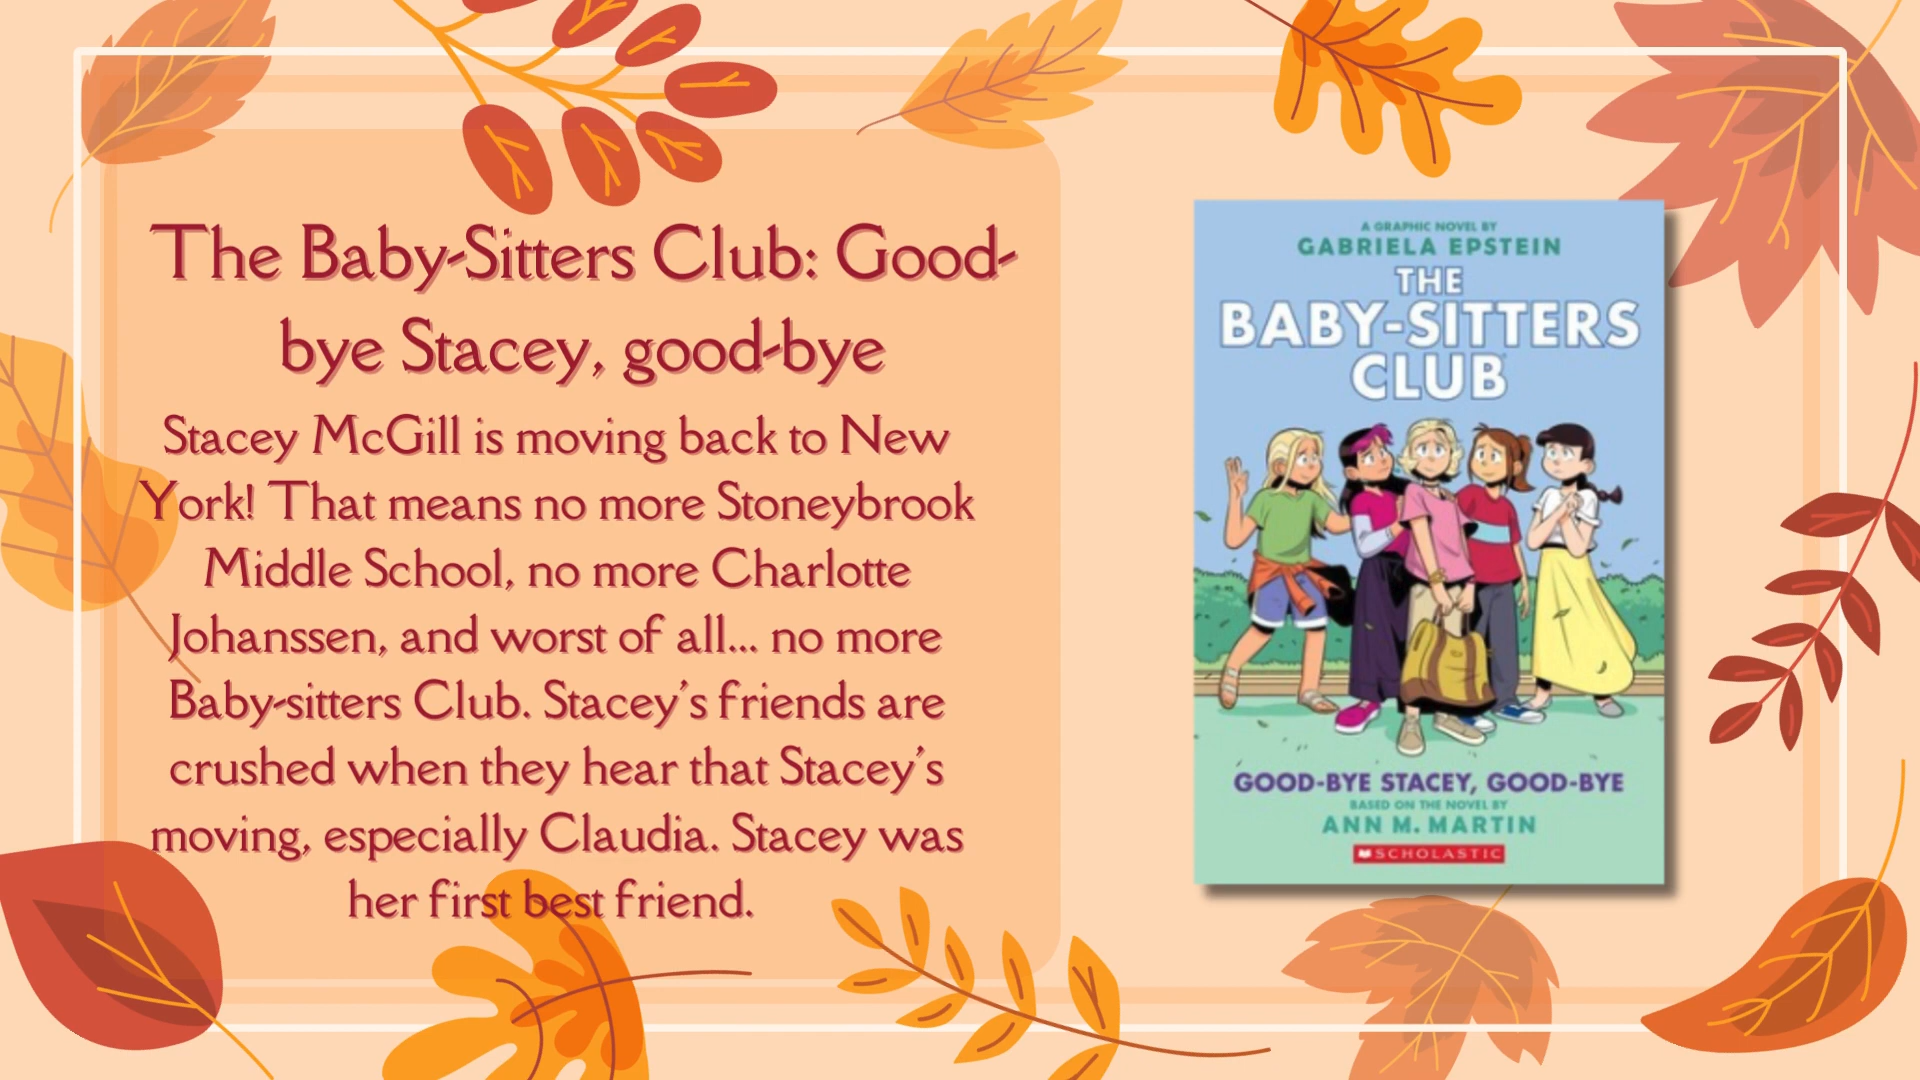 The Baby-Sitters Club: Good-
bye Stacey, good-bye
Stacey McGill is moving back to New
York! That means no more Stoneybrook
Middle School, no more Charlotte
Johanssen, and worst of all... no more
Baby-sitters Club. Stacey's friends are
crushed when they hear that Stacey's
moving, especially Claudia. Stacey was
her first best friend.
A GRAPHIC NOVEL BY
GABRIELA EPSTEIN
THE
BABY-SITTERS
CLUB
GOOD-BYE STACEY, GOOD-BYE
BASED ON THE NOVEL BY
ANN M. MARTIN
SCHOLASTIC